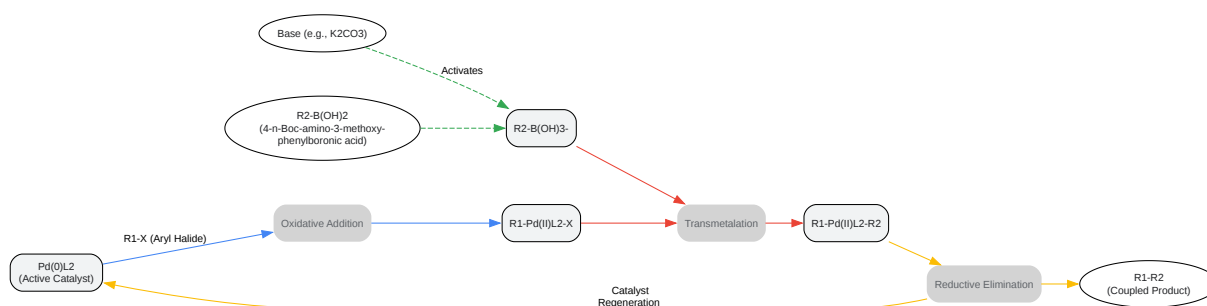 Base (e.g., K2CO3)
Activates
R2-B(OH)2
(4-n-Boc-amino-3-methoxy-
phenylboronic acid)
R2-B(OH)3-
Oxidative Addition
R1-Pd(II)L2-X
Transmetalation
R1-Pd(II)L2-R2
R1-X (Aryl Halide)
Pd(0)L2
(Active Catalyst)
Reductive Elimination
R1-R2
(Coupled Product)
Catalyst
Regeneration